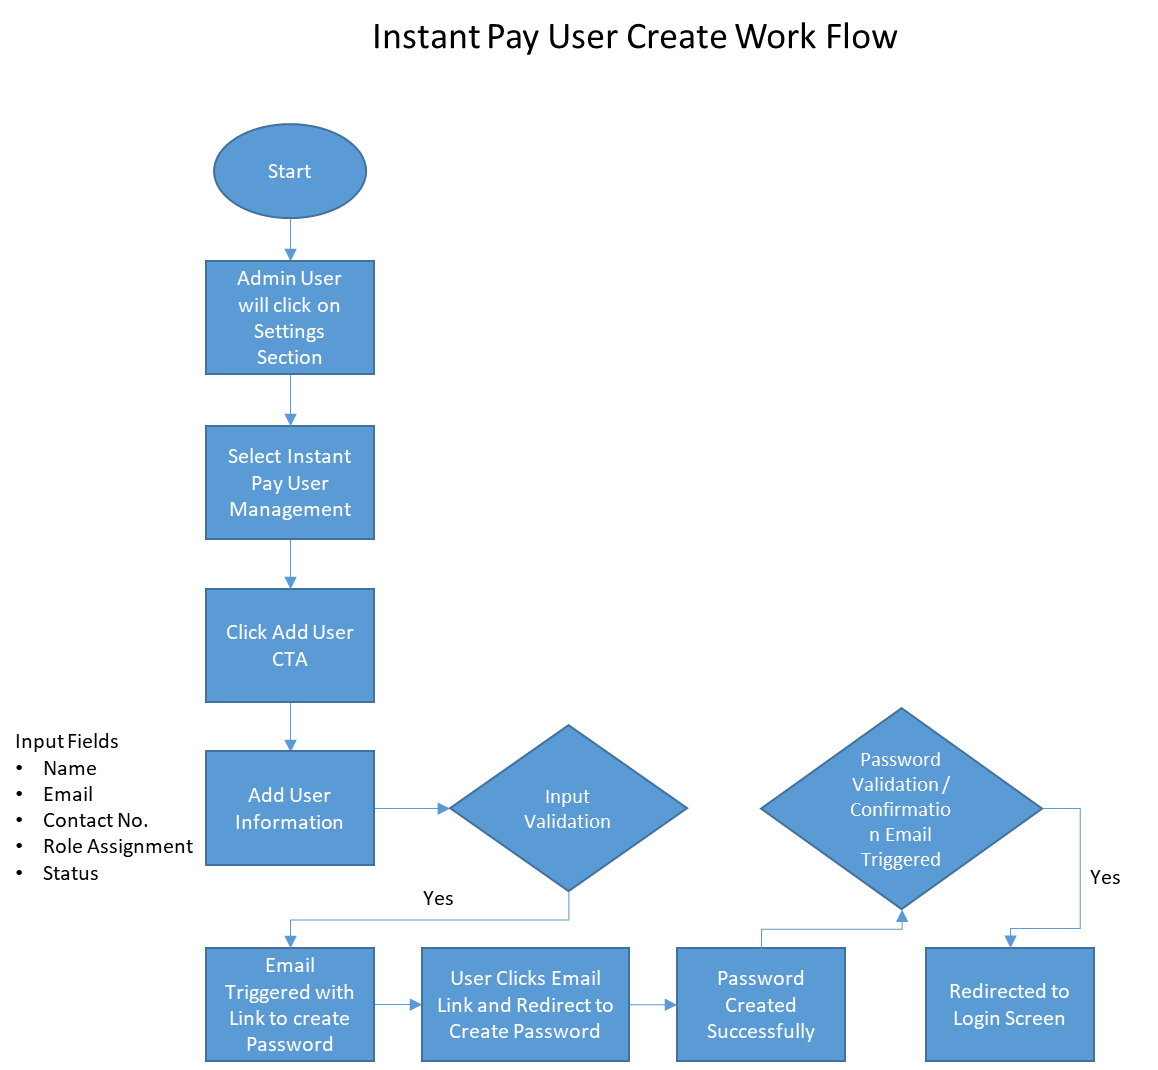 Instant Pay User Create Work Flow
Start
Admin User
will click on
Settings
Section
Select Instant
Pay User
Management
Click Add User
CTA
Input Fields
• Name
• Email
• Contact No.
• Role Assignment
• Status
Add User
Information
Input
Validation
Yes
Email
Triggered with
Link to create
Password
User Clicks Email
Link and Redirect to
Create Password
Password
Created
Successfully
Password
Validation /
Confirmatio
n Email
Triggered
Yes
Redirected to
Login Screen